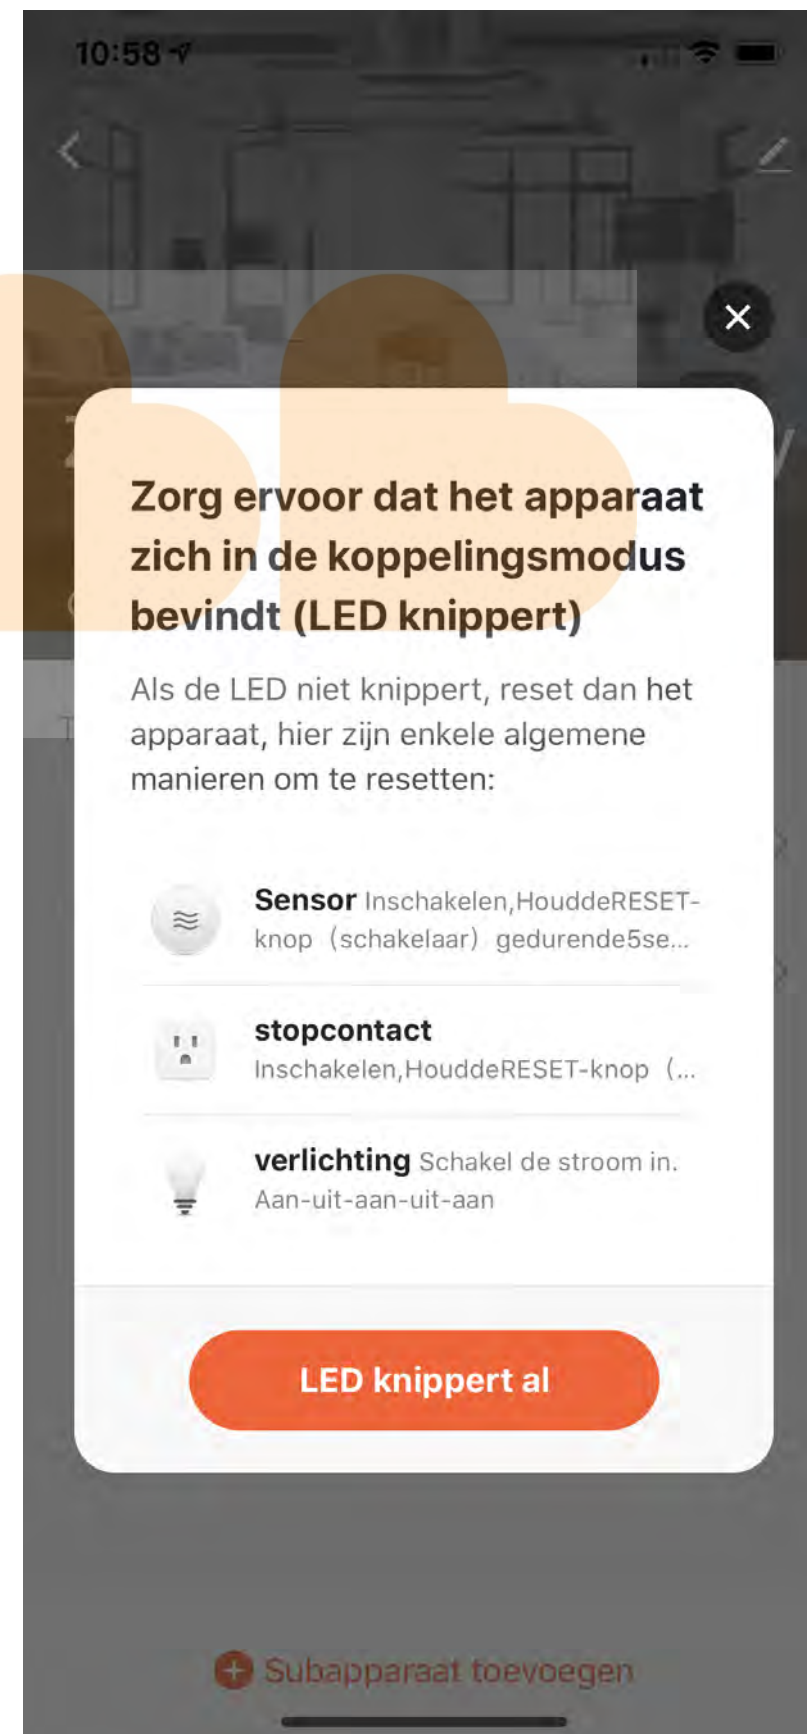 10:58
Zorg ervoor dat het apparaat
zich in de koppelingsmodus
bevindt (LED knippert)
Als de LED niet knippert, reset dan het
apparaat, hier zijn enkele algemene
manieren om te resetten:
Sensor Inschakelen,HouddeRESET-
knop（schakelaar）gedurende5se...
stopcontact
Inschakelen,HouddeRESET-knop（...
verlichting Schakel de stroom in.
Aan-uit-aan-uit-aan
LED knippert al
Subapparaat toevoegen